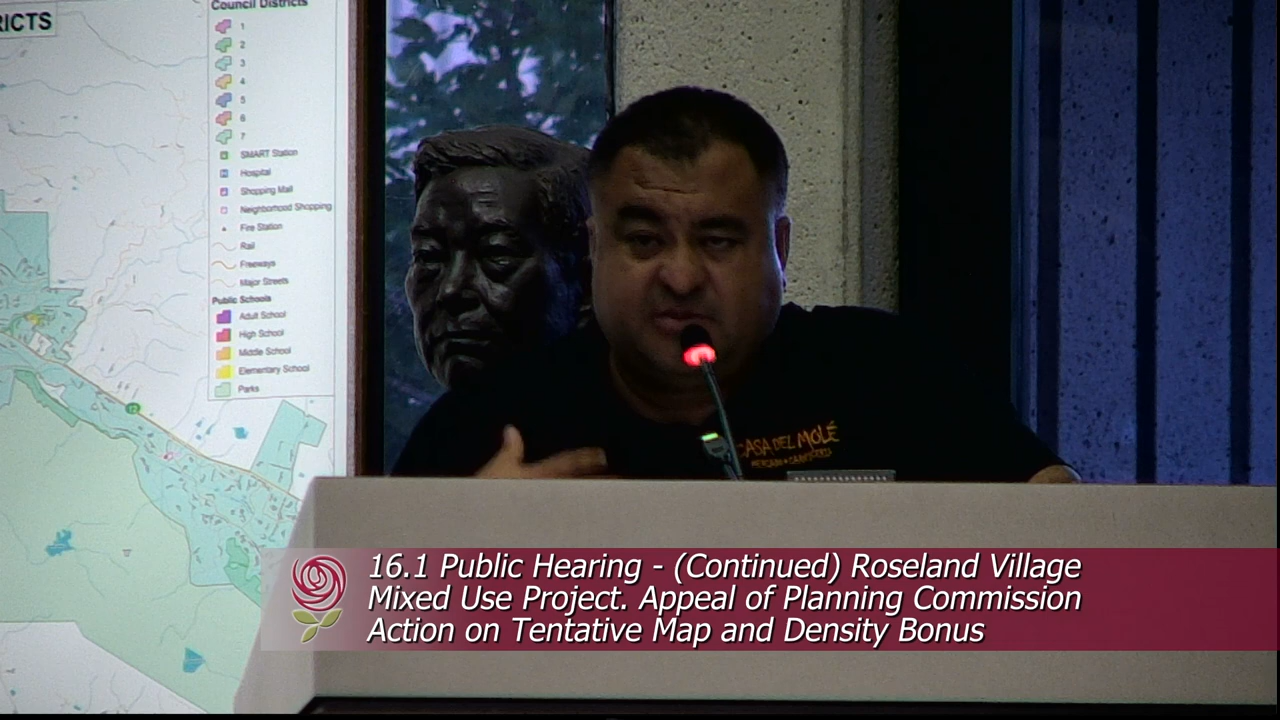 RICTS
Council Districts
1
2
3
4
5
6
7
SMART Station
Hospital
Shopping Mall
Neighborhood Shopping
Fire Station
Rail
Freeways
Major Streets
Public Schools
Adult School
High School
Middle School
Elementary School
Parks
12
CASA DEL MOLÉ
16.1 Public Hearing - (Continued) Roseland Village
Mixed Use Project. Appeal of Planning Commission
Action on Tentative Map and Density Bonus